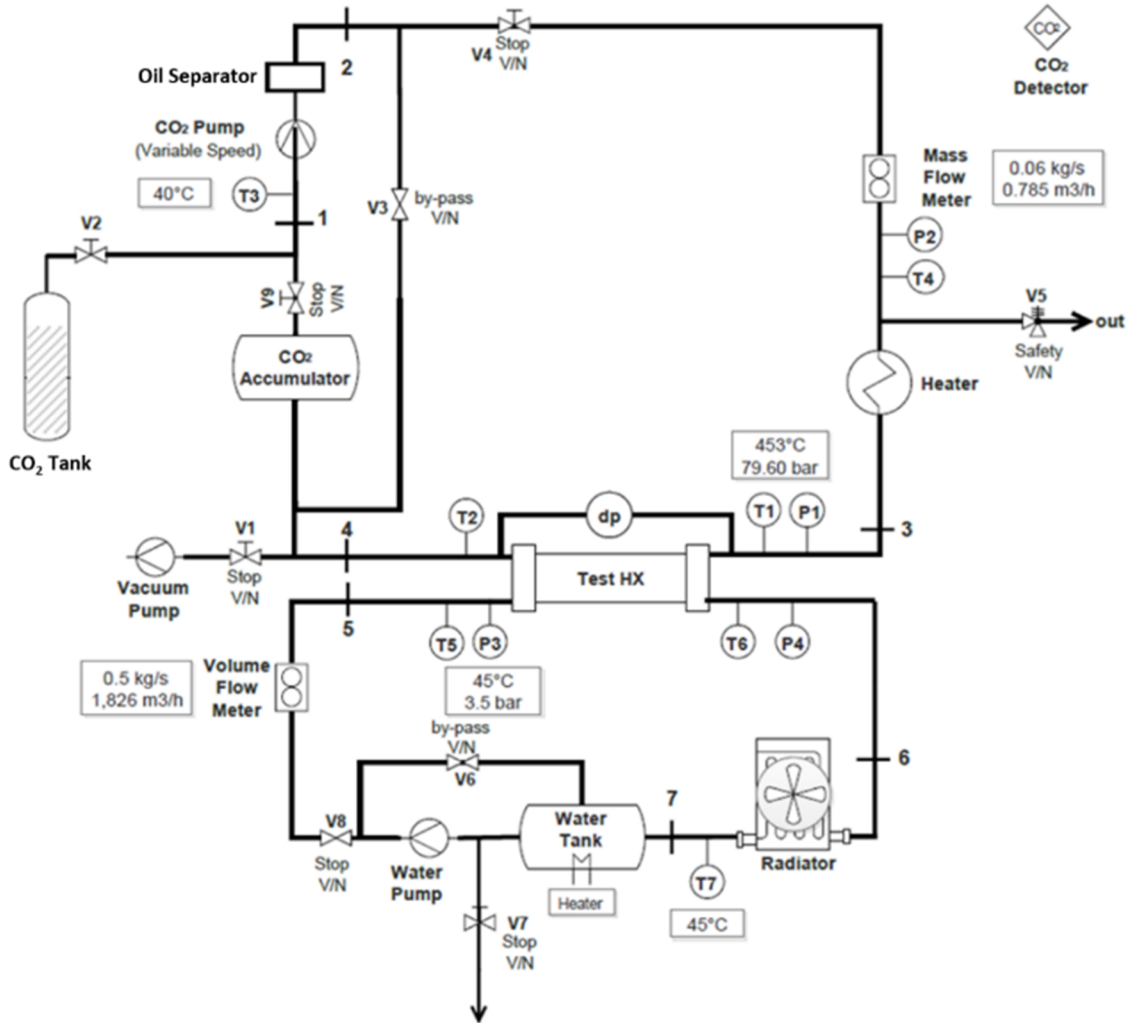 2
V4
Stop
V/N
CO2
CO2
Detector
Oil Separator
CO2 Pump
(Variable Speed)
40°C
T3
1
V3
by-pass
V/N
Mass
Flow
Meter
0.06 kg/s
0.785 m3/h
P2
T4
V2
V9
Stop
V/N
V5
out
Safety
V/N
CO2
Accumulator
Heater
CO2 Tank
453°C
79.60 bar
T2
dp
T1
P1
3
V1
Stop
V/N
Vacuum
Pump
4
Test HX
5
T5
P3
T6
P4
0.5 kg/s
1,826 m3/h
Volume
Flow
Meter
45°C
3.5 bar
by-pass
V/N
V6
6
V8
Stop
V/N
Water
Pump
Water
Tank
Heater
7
T7
45°C
Radiator
V7
Stop
V/N